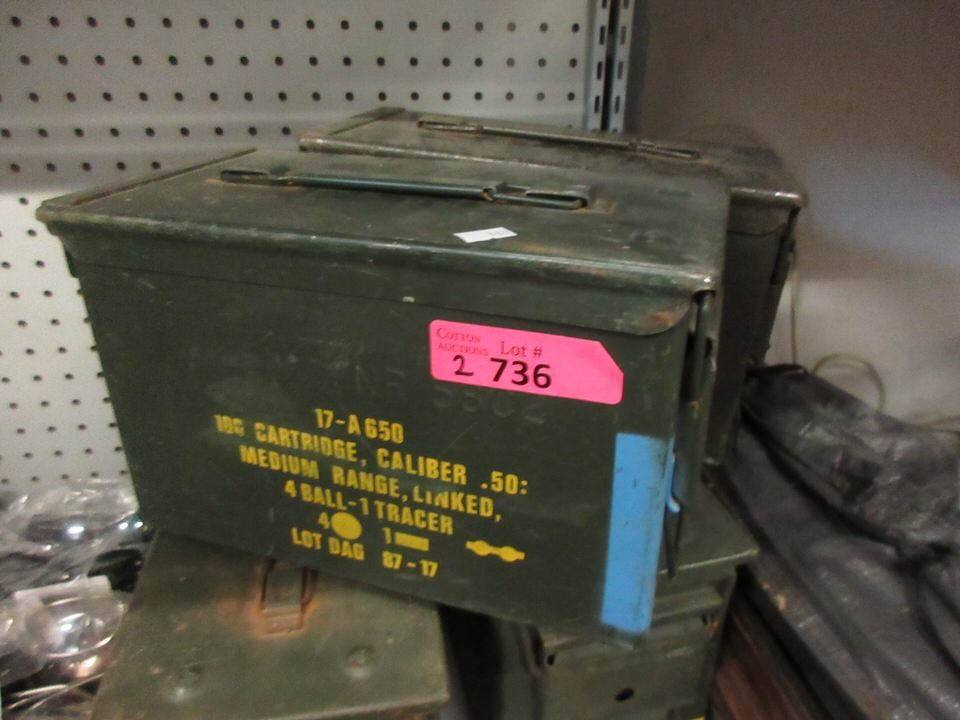 COTTON
AUCTIONS Lot #
2 736
17-A 650
100 CARTRIDGE, CALIBER .50:
MEDIUM RANGE, LINKED,
4 BALL-1 TRACER
4 1
LOT DAG 87-17